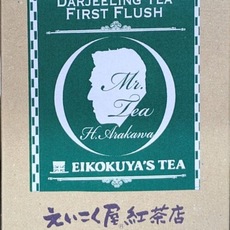 DARJEELING TEA
FIRST FLUSH
Mr.
Tea
H. Arakawa
EIKOKUYA'S TEA
えいこく屋紅茶店